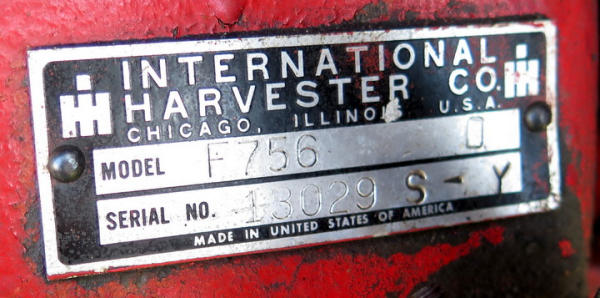 INTERNATIONAL
HARVESTER CO.
CHICAGO, ILLINOIS U.S.A.
MODEL F756 D
SERIAL NO. 13029 S-Y
MADE IN UNITED STATES OF AMERICA